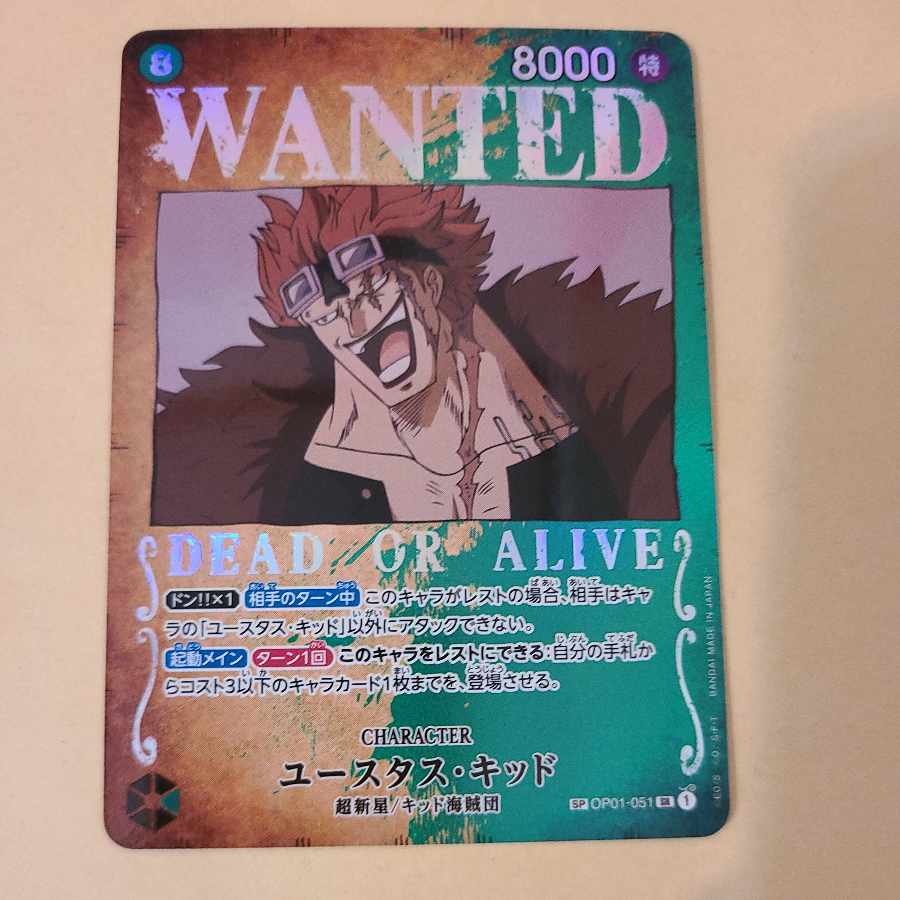 8 8000 特
WANTED
DEAD OR ALIVE
ドン!!×1 相手のターン中 このキャラがレストの場合、相手はキャ
ラの「ユースタス・キッド」以外にアタックできない。
起動メイン ターン1回 このキャラをレストにできる:自分の手札か
らコスト3以下のキャラカード1枚までを、登場させる。
CHARACTER
ユースタス・キッド
超新星/キッド海賊団
SP OP01-051 SR 1
BANDAI MADE IN JAPAN